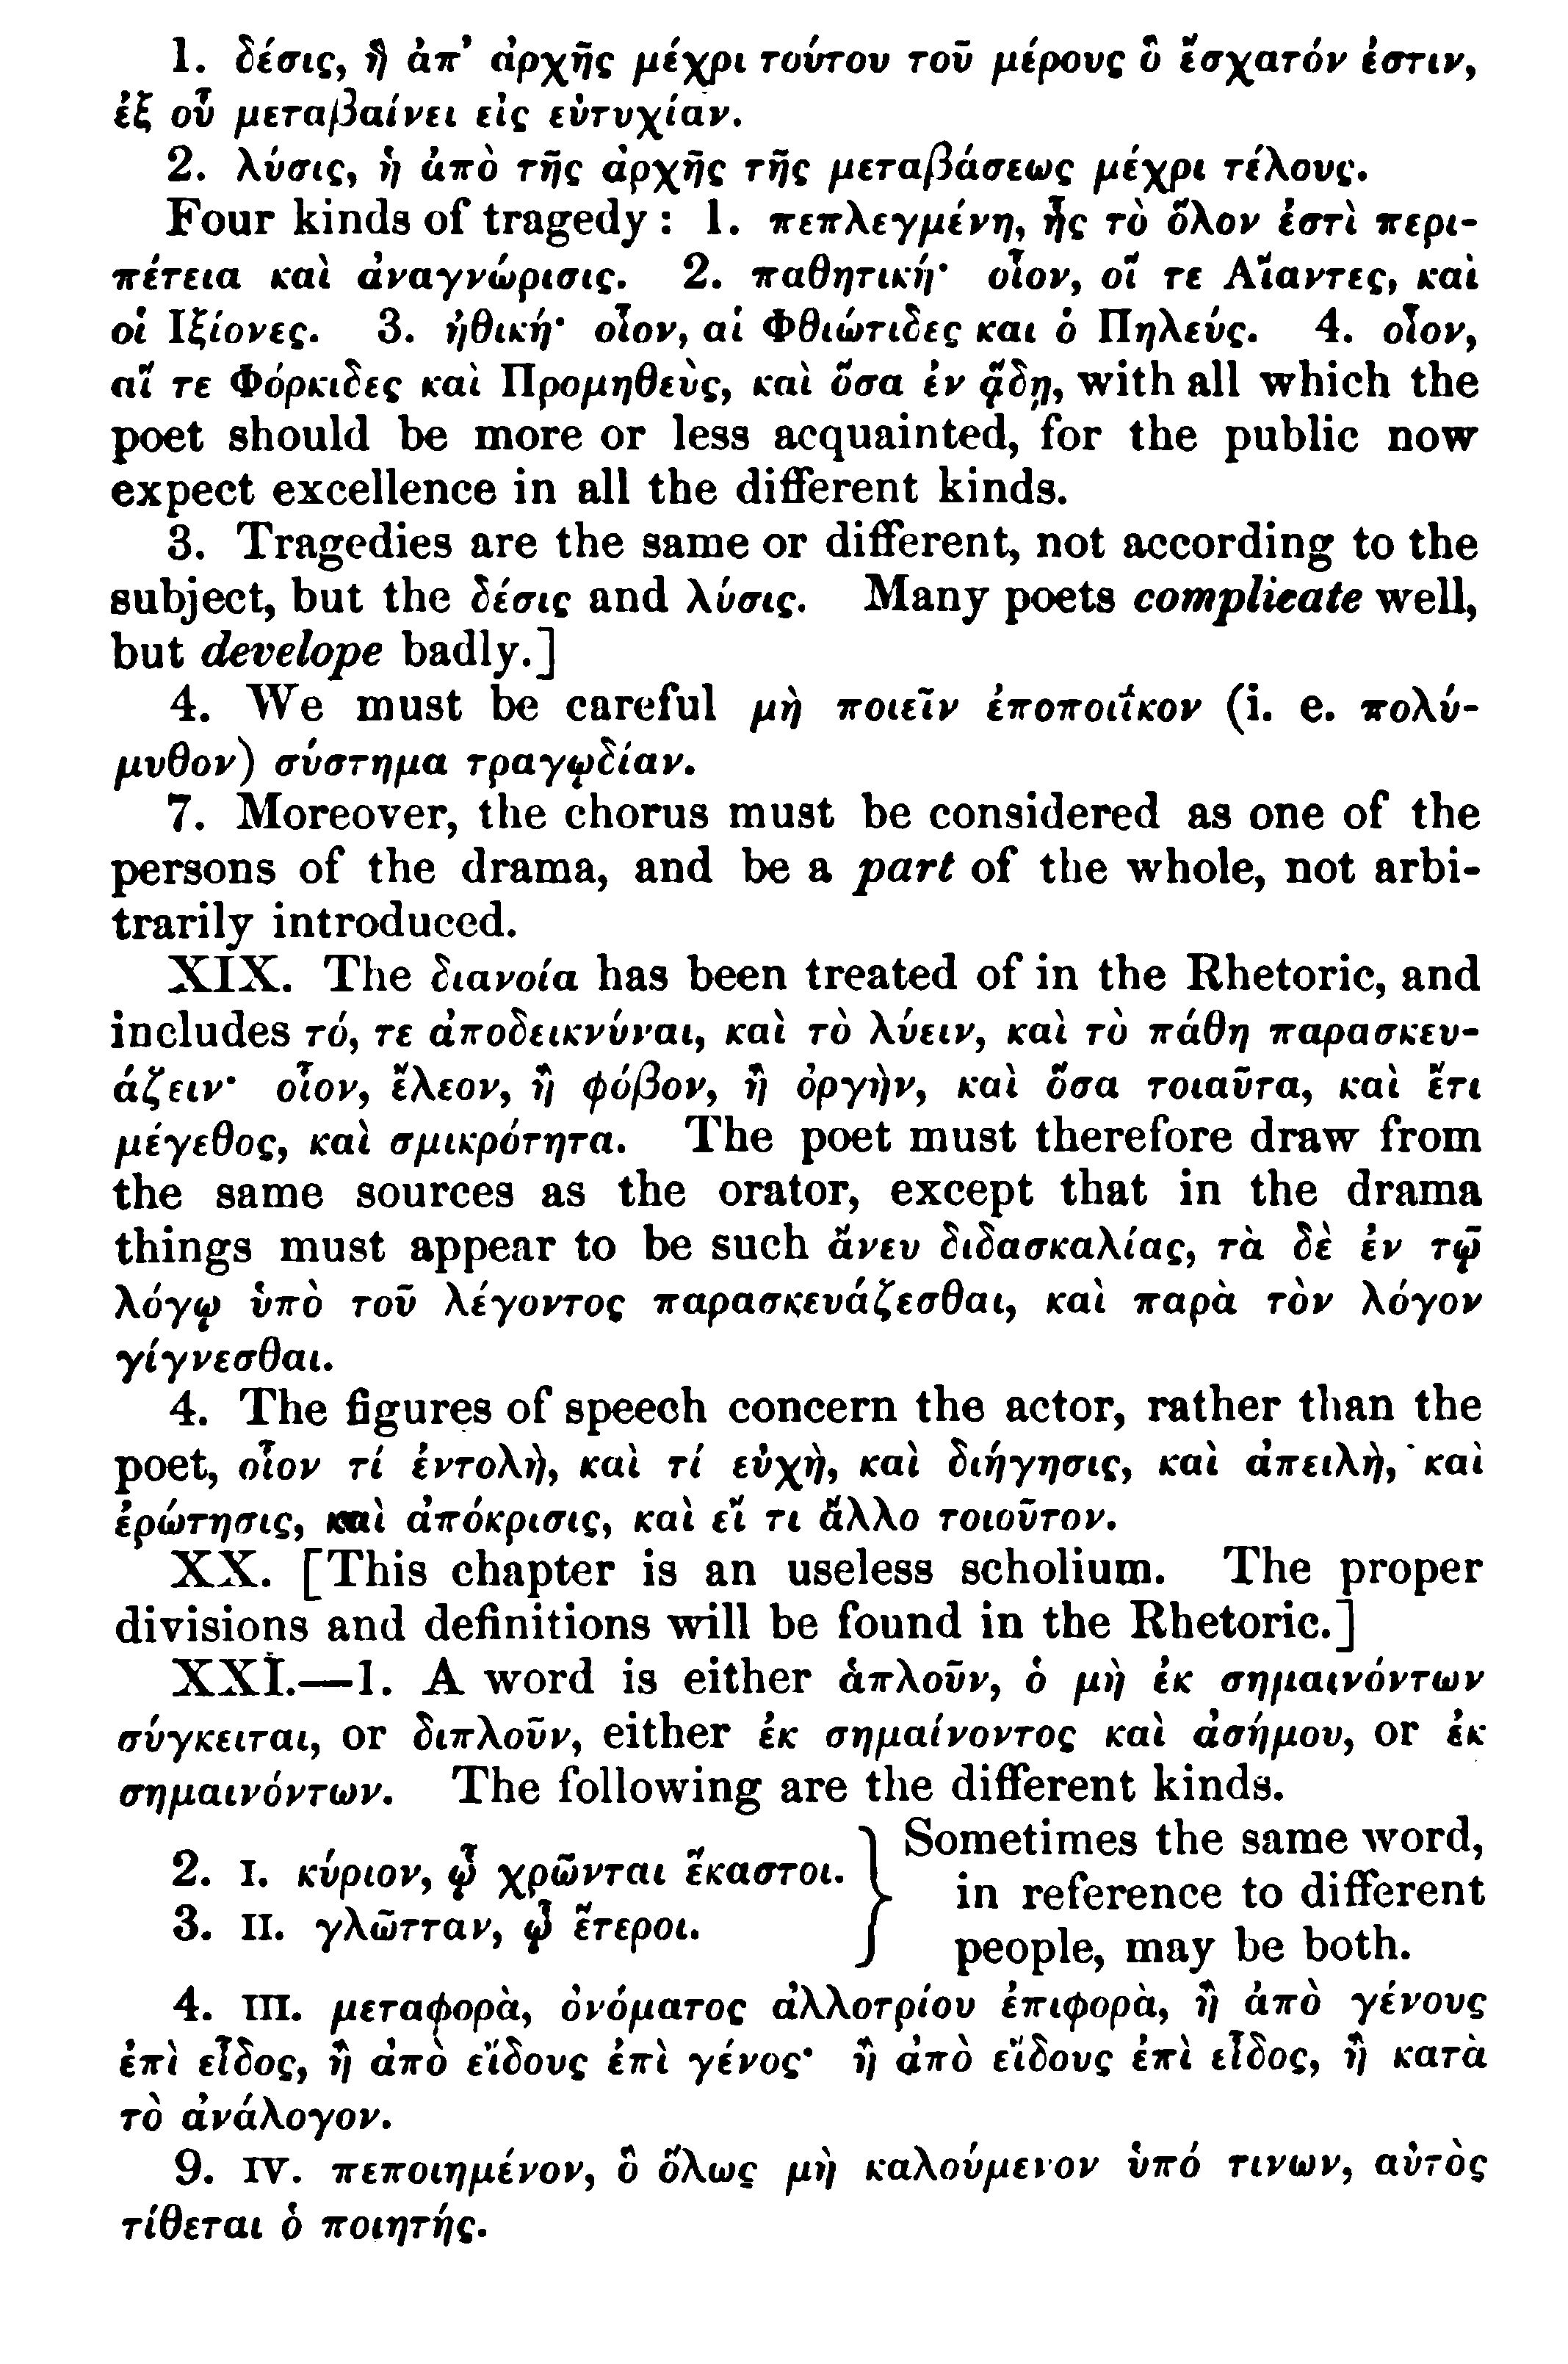 1. δέσις, ἣ ἀπ’ ἀρχῆς μέχρι τούτου τοῦ μέρους ὃ ἔσχατόν ἐστιν,
ἐξ οὗ μεταβαίνει εἰς εὐτυχίαν.
2. λύσις, ἡ ἀπὸ τῆς ἀρχῆς τῆς μεταβάσεως μέχρι τέλους.
Four kinds of tragedy : 1. πεπλεγμένη, ἧς τὸ ὅλον ἐστὶ περι-
πέτεια καὶ ἀναγνώρισις. 2. παθητική· οἷον, οἵ τε Αἴαντες, καὶ
οἱ Ιξίονες. 3. ἠθική· οἷον, αἱ Φθιώτιδες και ὁ Πηλεύς. 4. οἷον,
αἵ τε Φόρκιδες καὶ Προμηθεὺς, καὶ ὅσα ἐν ᾅδῃ, with all which the
poet should be more or less acquainted, for the public now
expect excellence in all the different kinds.
3. Tragedies are the same or different, not according to the
subject, but the δέσις and λύσις. Many poets complicate well,
but develope badly.]
4. We must be careful μὴ ποιεῖν ἐποποιΐκον (i. e. πολύ-
μυθον) σύστημα τραγῳδίαν.
7. Moreover, the chorus must be considered as one of the
persons of the drama, and be a part of the whole, not arbi-
trarily introduced.
XIX. The διανοία has been treated of in the Rhetoric, and
includes τό, τε ἀποδεικνύναι, καὶ τὸ λύειν, καὶ τὸ πάθη παρασκευ-
άζειν· οἷον, ἔλεον, ἢ φόβον, ἢ ὀργὴν, καὶ ὅσα τοιαῦτα, καὶ ἔτι
μέγεθος, καὶ σμικρότητα. The poet must therefore draw from
the same sources as the orator, except that in the drama
things must appear to be such ἄνευ διδασκαλίας, τὰ δὲ ἐν τῷ
λόγῳ ὑπὸ τοῦ λέγοντος παρασκευάζεσθαι, καὶ παρὰ τὸν λόγον
γίγνεσθαι.
4. The figures of speech concern the actor, rather than the
poet, οἷον τί ἐντολὴ, καὶ τί εὐχὴ, καὶ διήγησις, καὶ ἀπειλὴ, καὶ
ἐρώτησις, καὶ ἀπόκρισις, καὶ εἴ τι ἄλλο τοιοῦτον.
XX. [This chapter is an useless scholium. The proper
divisions and definitions will be found in the Rhetoric.]
XXI.—1. A word is either ἁπλοῦν, ὁ μὴ ἐκ σημαινόντων
σύγκειται, or διπλοῦν, either ἐκ σημαίνοντος καὶ ἀσήμου, or ἐκ
σημαινόντων. The following are the different kinds.
2. I. κύριον, ᾧ χρῶνται ἕκαστοι.
3. II. γλῶτταν, ᾧ ἕτεροι.
Sometimes the same word,
in reference to different
people, may be both.
4. III. μεταφορὰ, ὀνόματος ἀλλοτρίου ἐπιφορὰ, ἢ ἀπὸ γένους
ἐπὶ εἶδος, ἢ ἀπὸ εἴδους ἐπὶ γένος· ἢ ἀπὸ εἴδους ἐπὶ εἶδος, ἢ κατὰ
τὸ ἀνάλογον.
9. IV. πεποιημένον, ὃ ὅλως μὴ καλούμενον ὑπό τινων, αὐτὸς
τίθεται ὁ ποιητής.